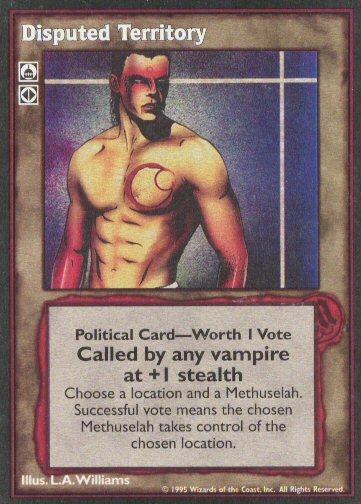 Disputed Territory
Political Card—Worth 1 Vote
Called by any vampire
at +1 stealth
Choose a location and a Methuselah.
Successful vote means the chosen
Methuselah takes control of the
chosen location.
Illus. L.A. Williams
© 1995 Wizards of the Coast, Inc. All Rights Reserved.